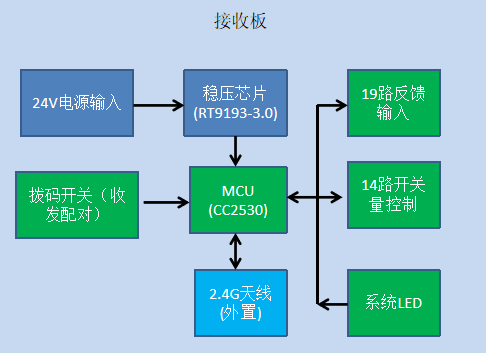 接收板
24V电源输入
稳压芯片
(RT9193-3.0)
19路反馈
输入
拨码开关（收
发配对）
MCU
(CC2530)
14路开关
量控制
2.4G天线
(外置)
系统LED